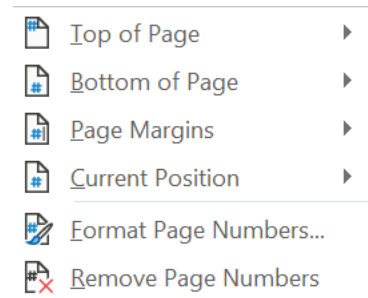 Top of Page
Bottom of Page
Page Margins
Current Position
Format Page Numbers...
Remove Page Numbers